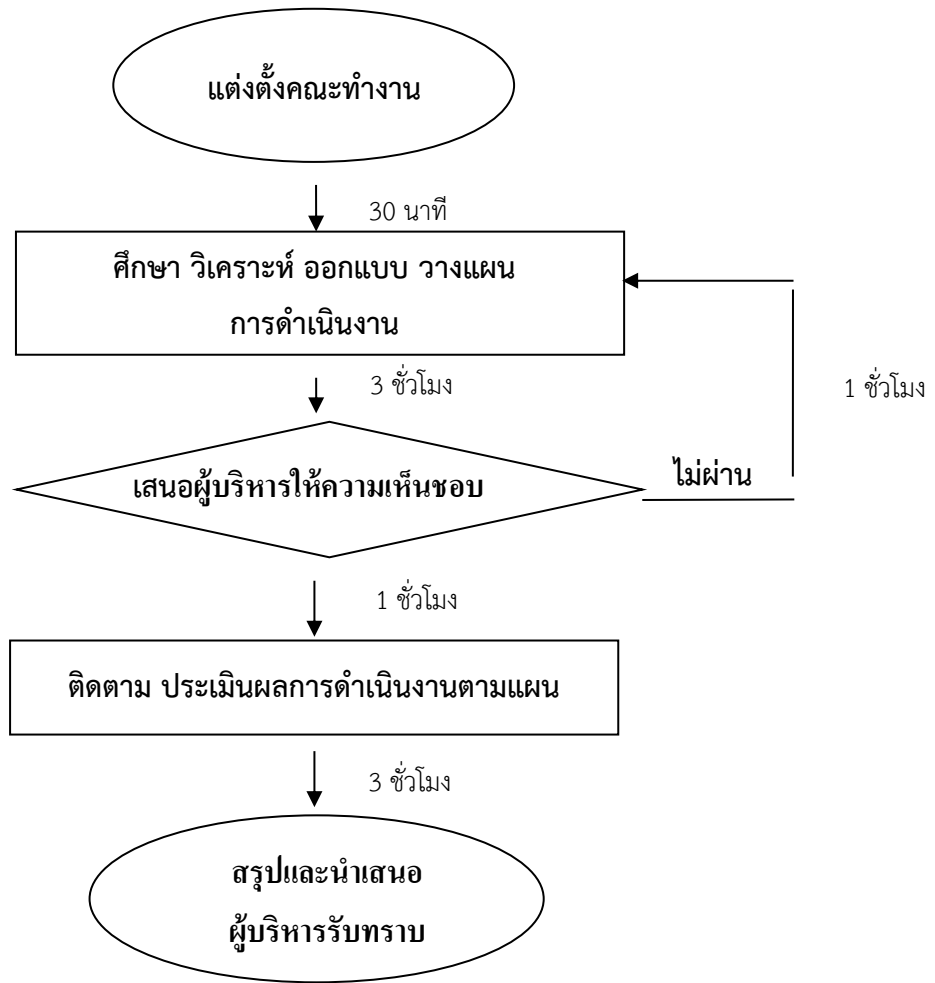 แต่งตั้งคณะทำงาน
30 นาที
ศึกษา วิเคราะห์ ออกแบบ วางแผน
การดำเนินงาน
3 ชั่วโมง
1 ชั่วโมง
เสนอผู้บริหารให้ความเห็นชอบ
ไม่ผ่าน
1 ชั่วโมง
ติดตาม ประเมินผลการดำเนินงานตามแผน
3 ชั่วโมง
สรุปและนำเสนอ
ผู้บริหารรับทราบ